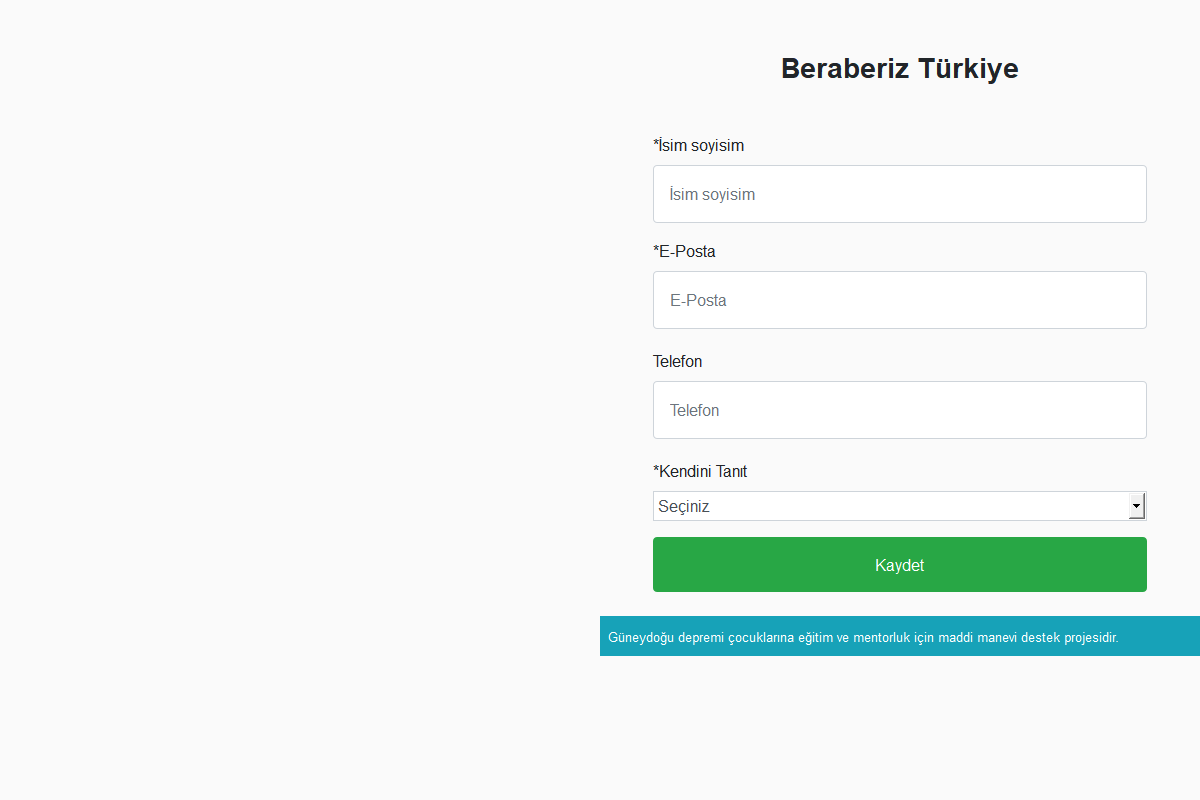 Beraberiz Türkiye
*İsim soyisim
İsim soyisim
*E-Posta
E-Posta
Telefon
Telefon
*Kendini Tanıt
Seçiniz
Kaydet
Güneydoğu depremi çocuklarına eğitim ve mentorluk için maddi manevi destek projesidir.